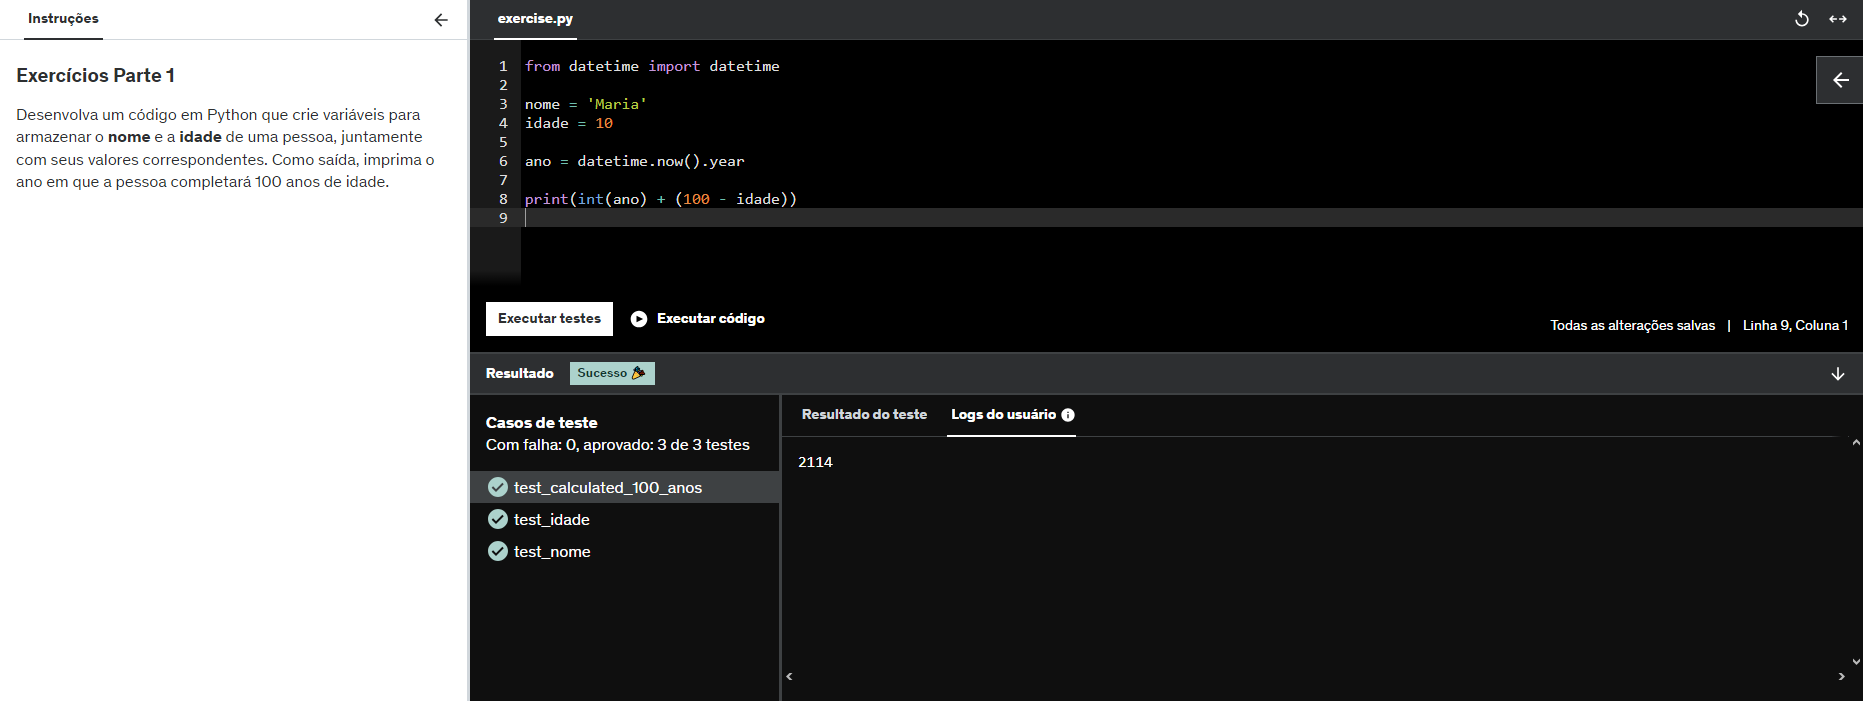 Instruções
Exercícios Parte 1
Desenvolva um código em Python que crie variáveis para
armazenar o nome e a idade de uma pessoa, juntamente
com seus valores correspondentes. Como saída, imprima o
ano em que a pessoa completará 100 anos de idade.
exercise.py
1 from datetime import datetime
2
3 nome = 'Maria'
4 idade = 10
5
6 ano = datetime.now().year
7
8 print(int(ano) + (100 - idade))
9
Executar testes
Executar código
Todas as alterações salvas | Linha 9, Coluna 1
Resultado
Sucesso 🎉
Casos de teste
Com falha: 0, aprovado: 3 de 3 testes
test_calculated_100_anos
test_idade
test_nome
Resultado do teste
Logs do usuário
2114